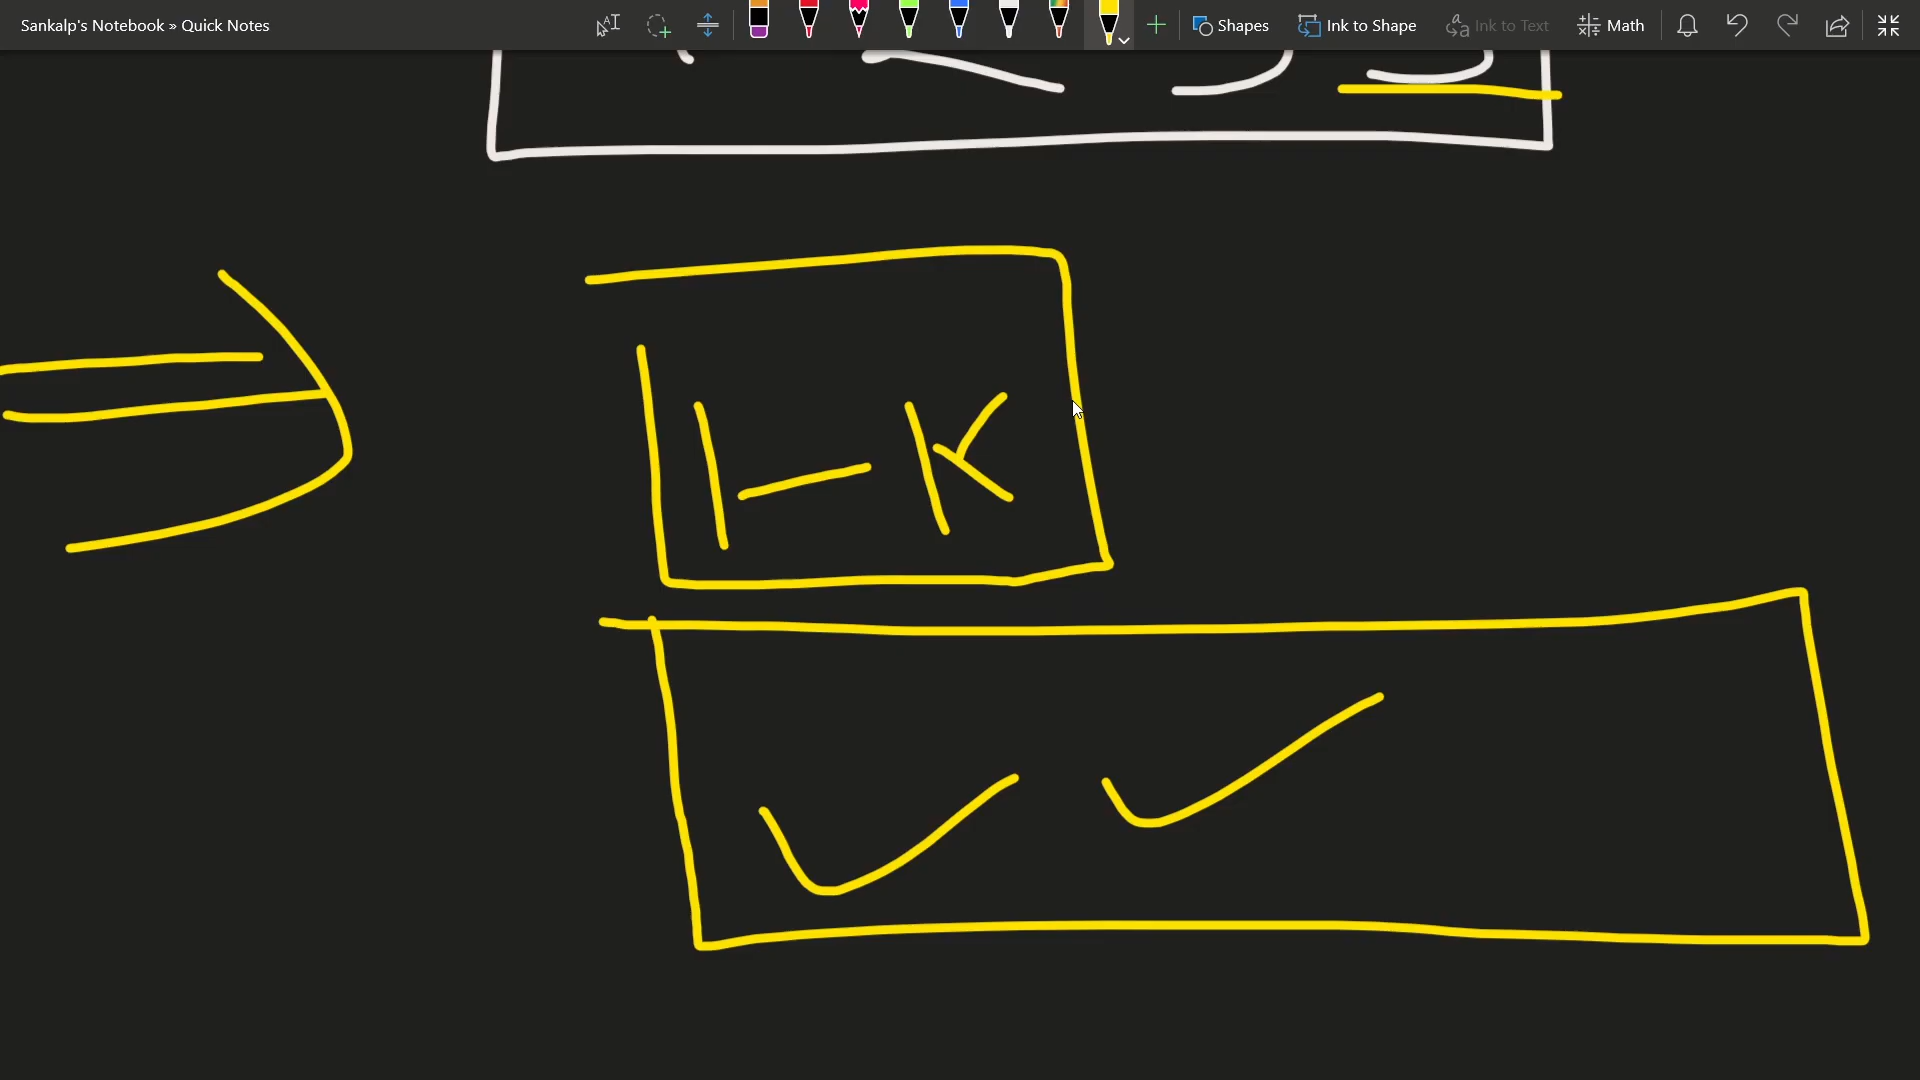 Sankalp's Notebook » Quick Notes
Shapes
Ink to Shape
Ink to Text
Math
1-K